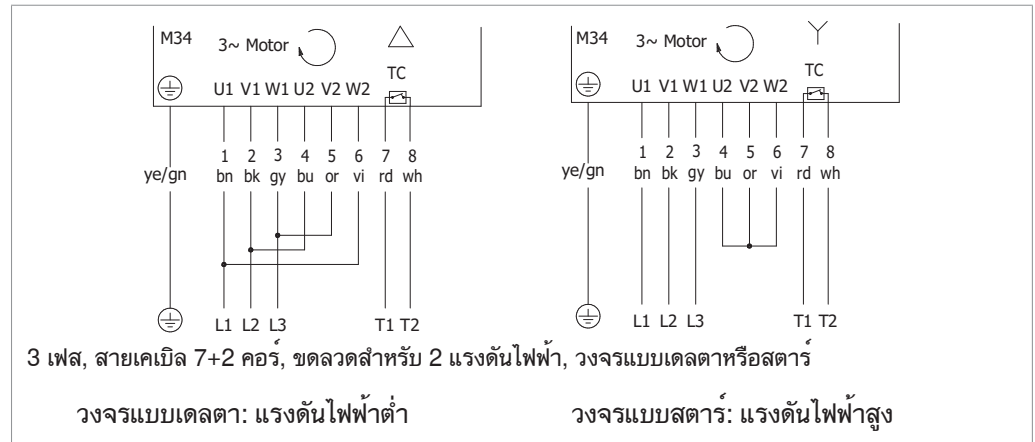 M34 3~ Motor
TC
U1 V1 W1 U2 V2 W2
1 2 3 4 5 6 7 8
ye/gn bn bk gy bu or vi rd wh
L1 L2 L3 T1 T2
M34 3~ Motor
TC
U1 V1 W1 U2 V2 W2
1 2 3 4 5 6 7 8
ye/gn bn bk gy bu or vi rd wh
L1 L2 L3 T1 T2
3 เฟส, สายเคเบิล 7+2 คอร์, ขดลวดสำหรับ 2 แรงดันไฟฟ้า, วงจรแบบเดลตาหรือสตาร์
วงจรแบบเดลตา: แรงดันไฟฟ้าต่ำ
วงจรแบบสตาร์: แรงดันไฟฟ้าสูง